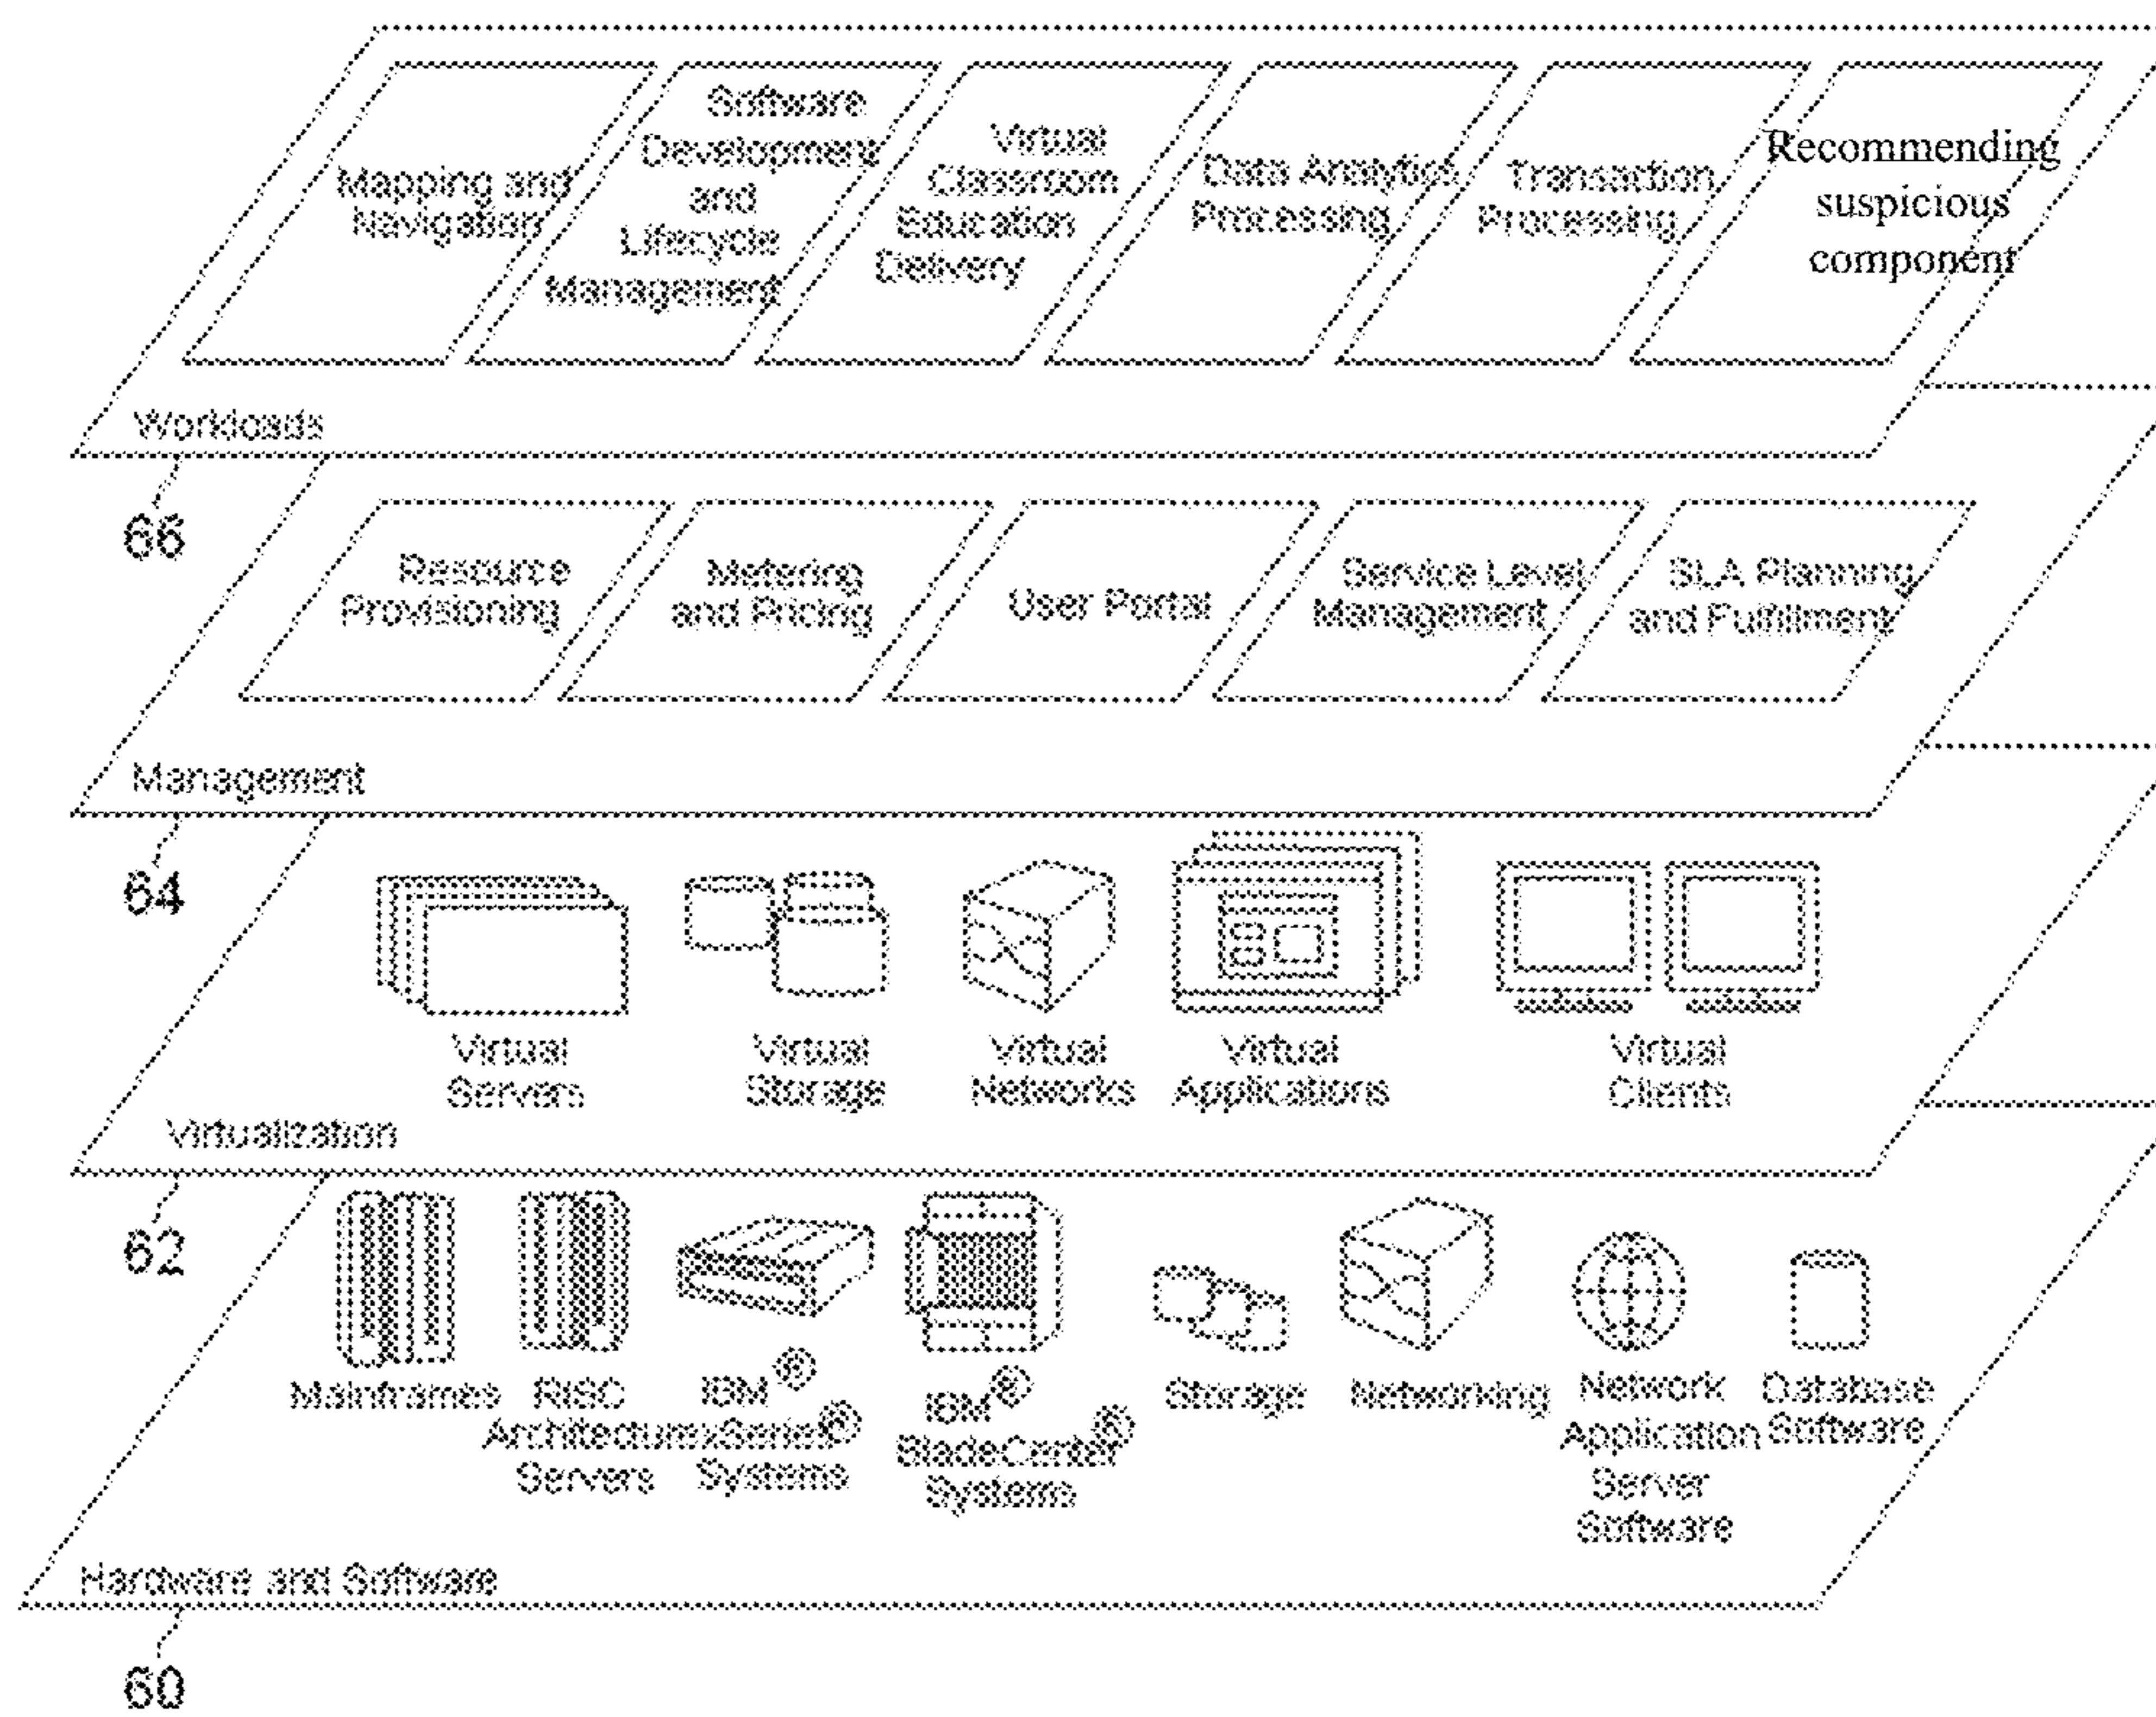 Mapping and
Navigation
Software
Development
and
Lifecycle
Management
Virtual
Classroom
Education
Delivery
Data Analytics
Processing
Transaction
Processing
Recommending
suspicious
component
Workloads
66
Resource
Provisioning
Metering
and Pricing
User Portal
Service Level
Management
SLA Planning
and Fulfillment
Management
64
Virtual
Servers
Virtual
Storage
Virtual
Networks
Virtual
Applications
Virtual
Clients
Virtualization
62
Mainframes
RISC
Architecture
Servers
IBM®
xSeries®
Systems
IBM®
BladeCenter®
Systems
Storage
Networking
Network
Application
Server
Software
Database
Software
Hardware and Software
60